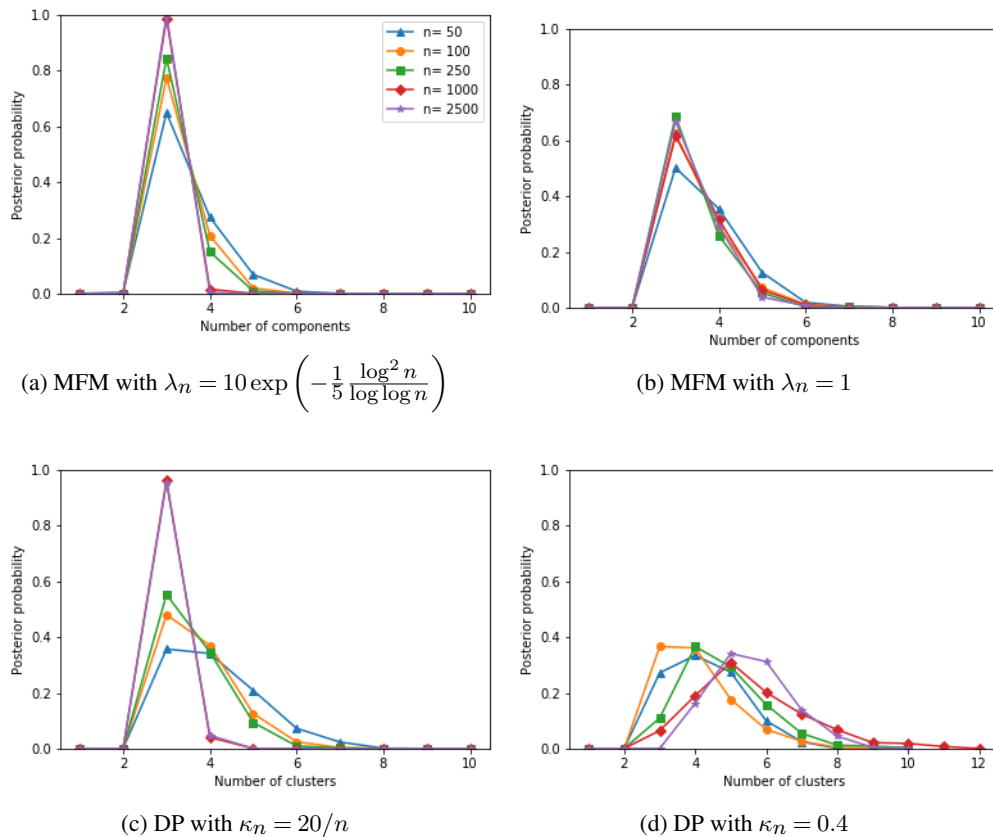 1.0
0.8
0.6
0.4
0.2
0.0
Posterior probability
n= 50
n= 100
n= 250
n= 1000
n= 2500
2 4 6 8 10
Number of components
(a) MFM with λ_n = 10 exp(−1/5 log² n / log log n)
1.0
0.8
0.6
0.4
0.2
0.0
Posterior probability
2 4 6 8 10
Number of components
(b) MFM with λ_n = 1
1.0
0.8
0.6
0.4
0.2
0.0
Posterior probability
2 4 6 8 10
Number of clusters
(c) DP with κ_n = 20/n
1.0
0.8
0.6
0.4
0.2
0.0
Posterior probability
2 4 6 8 10 12
Number of clusters
(d) DP with κ_n = 0.4